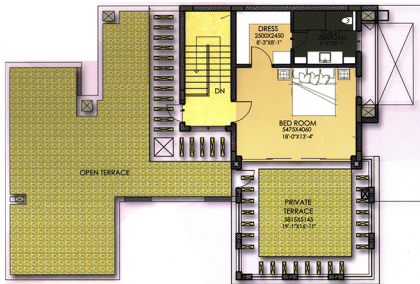 DRESS
2500X2450
8'-3"X8'-1"
DN
BED ROOM
5475X4060
18'-0"X13'-4"
OPEN TERRACE
PRIVATE
TERRACE
5815X5145
19'-1"X16'-11"